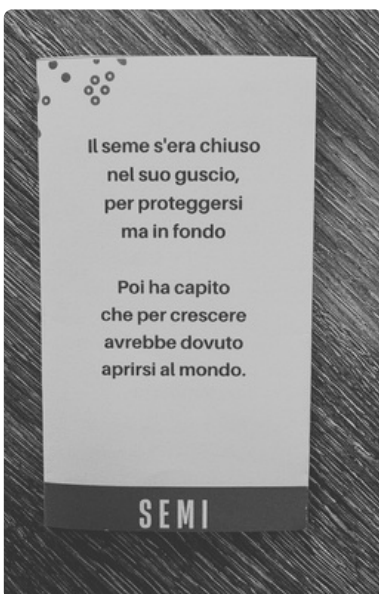 Il seme s'era chiuso
nel suo guscio,
per proteggersi
ma in fondo
Poi ha capito
che per crescere
avrebbe dovuto
aprirsi al mondo.
SEMI